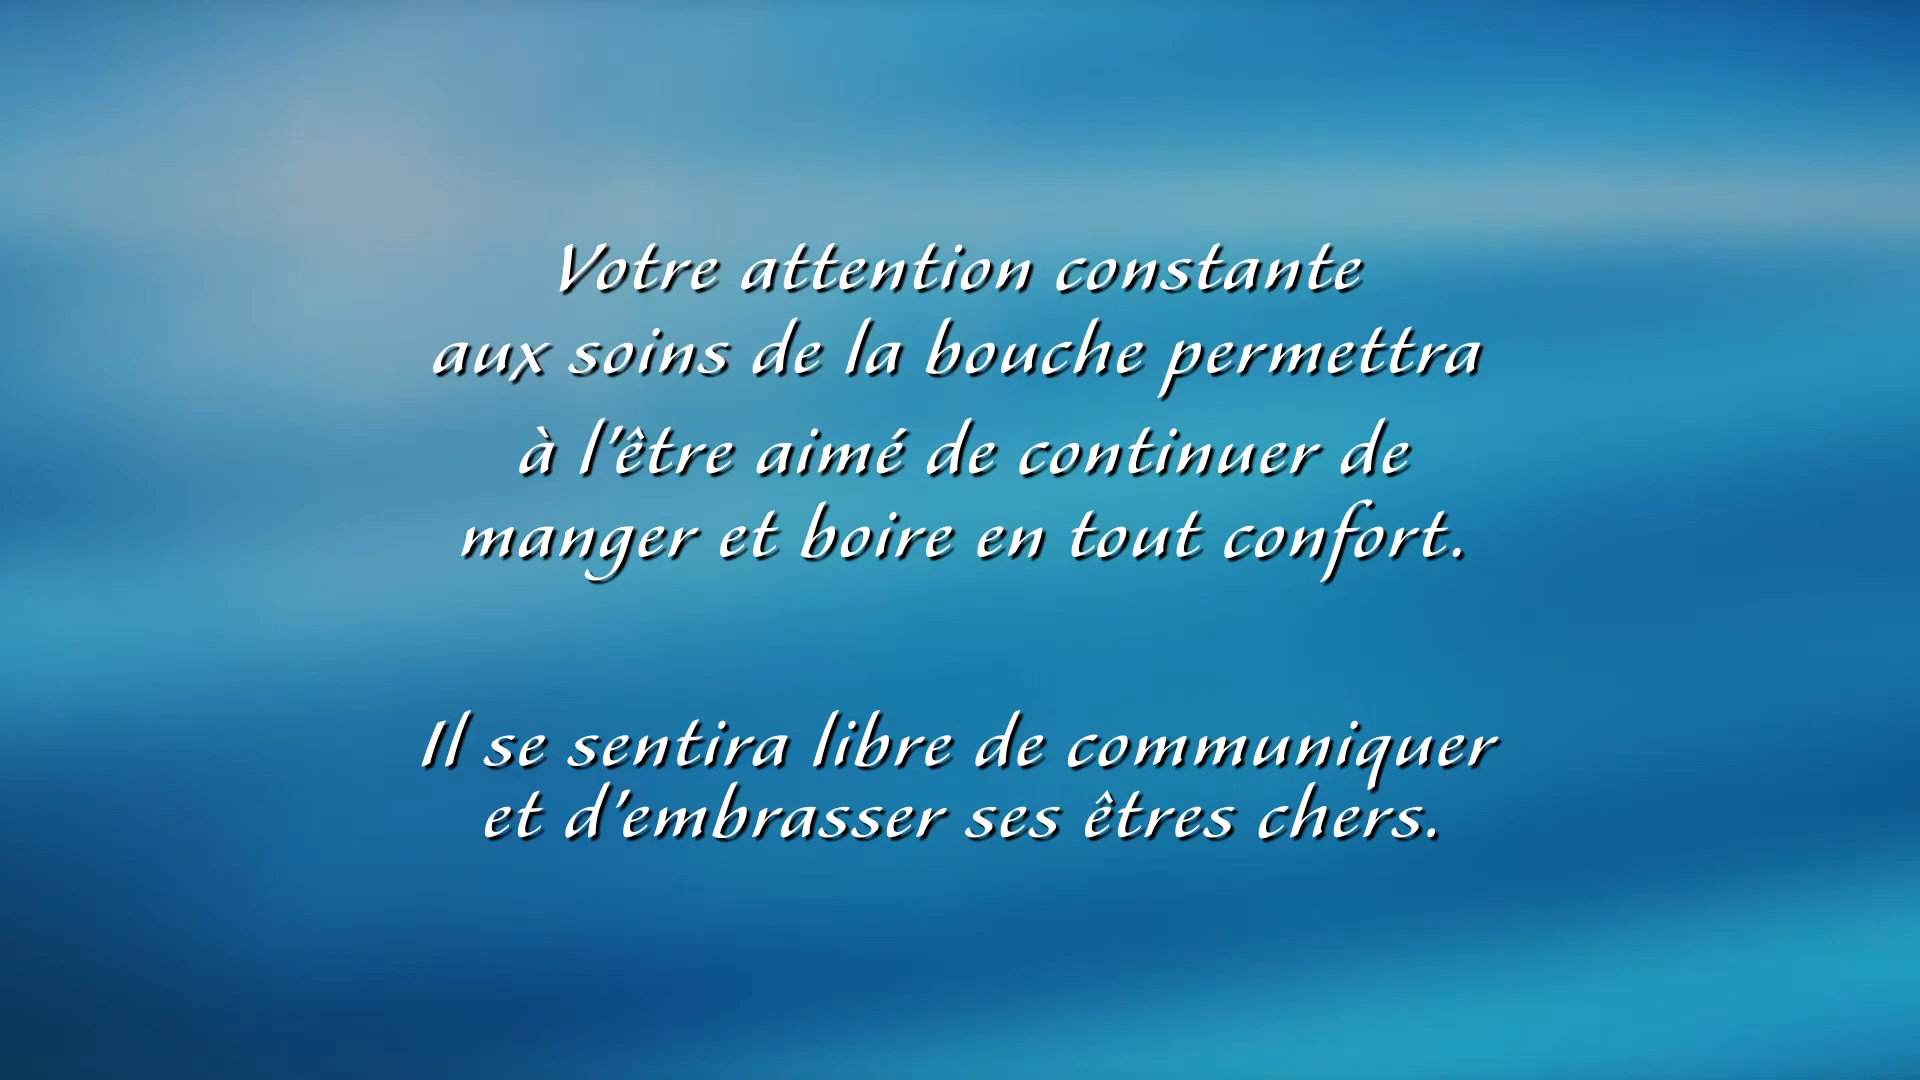 Votre attention constante
aux soins de la bouche permettra
à l'être aimé de continuer de
manger et boire en tout confort.
Il se sentira libre de communiquer
et d'embrasser ses êtres chers.